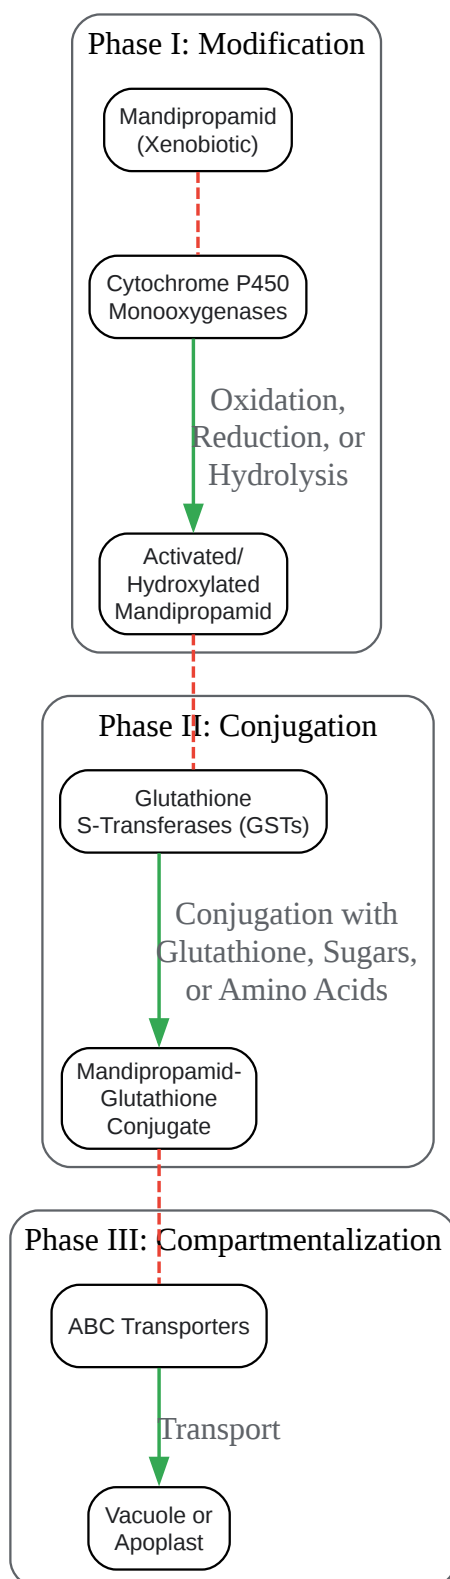 Phase I: Modification
Mandipropamid
(Xenobiotic)
Cytochrome P450
Monooxygenases
Oxidation,
Reduction, or
Hydrolysis
Activated/
Hydroxylated
Mandipropamid
Phase II: Conjugation
Glutathione
S-Transferases (GSTs)
Conjugation with
Glutathione, Sugars,
or Amino Acids
Mandipropamid-
Glutathione
Conjugate
Phase III: Compartmentalization
ABC Transporters
Transport
Vacuole or
Apoplast